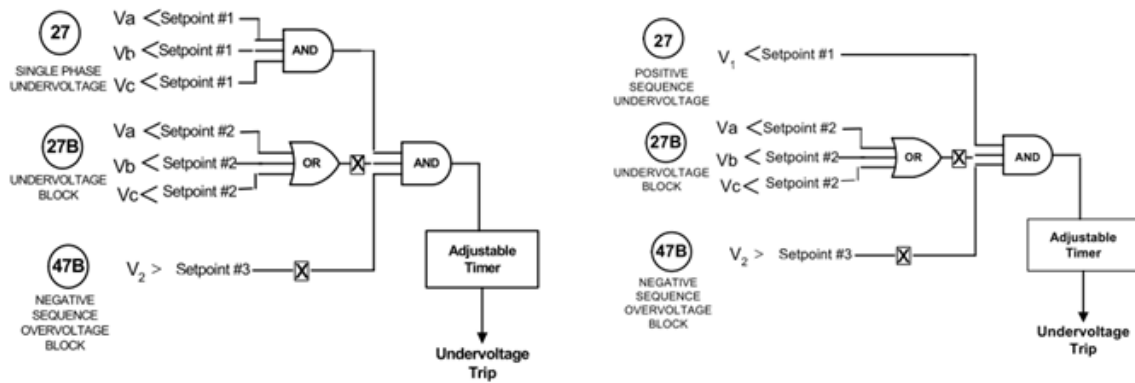 27
SINGLE PHASE
UNDERVOLTAGE
Va < Setpoint #1
Vb < Setpoint #1
Vc < Setpoint #1
AND
27B
UNDERVOLTAGE
BLOCK
Va < Setpoint #2
Vb < Setpoint #2
Vc < Setpoint #2
OR
X
AND
47B
NEGATIVE
SEQUENCE
OVERVOLTAGE
BLOCK
V2 > Setpoint #3
X
Adjustable
Timer
Undervoltage
Trip
27
POSITIVE
SEQUENCE
UNDERVOLTAGE
V1 < Setpoint #1
27B
UNDERVOLTAGE
BLOCK
Va < Setpoint #2
Vb < Setpoint #2
Vc < Setpoint #2
OR
X
AND
47B
NEGATIVE
SEQUENCE
OVERVOLTAGE
BLOCK
V2 > Setpoint #3
X
Adjustable
Timer
Undervoltage
Trip